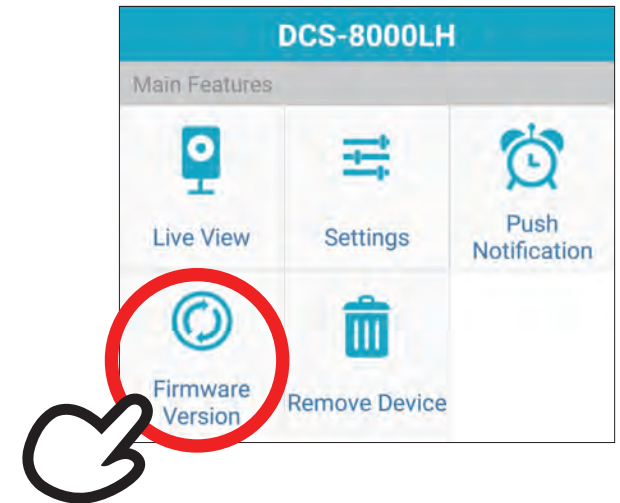 DCS-8000LH
Main Features
Live View
Settings
Push
Notification
Firmware
Version
Remove Device